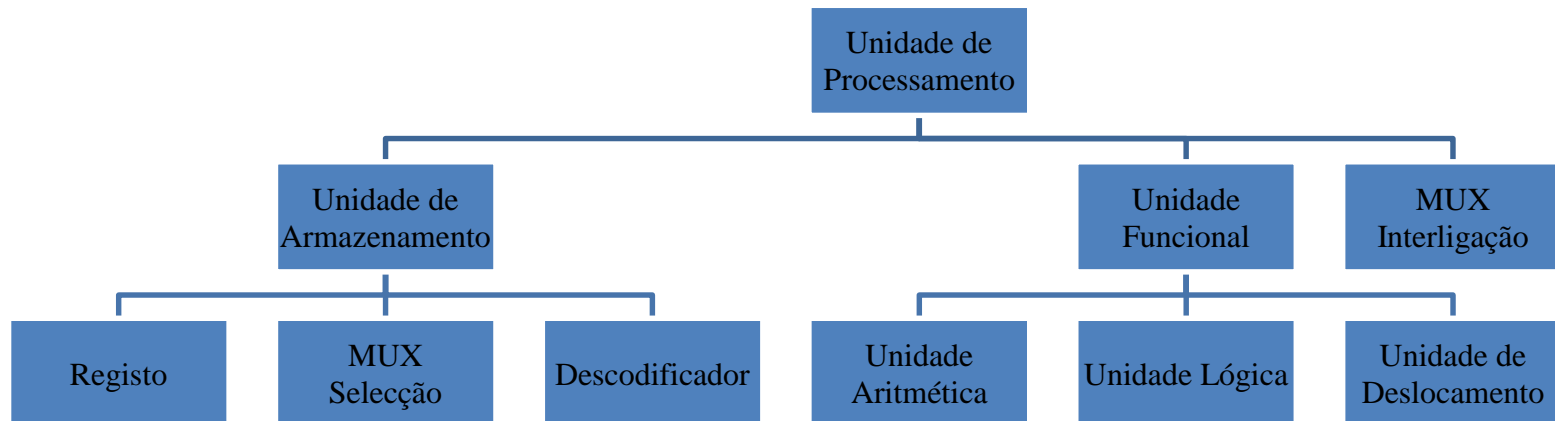 Unidade de
Processamento
Unidade de
Armazenamento
Unidade
Funcional
MUX
Interligação
Registo
MUX
Selecção
Descodificador
Unidade
Aritmética
Unidade Lógica
Unidade de
Deslocamento